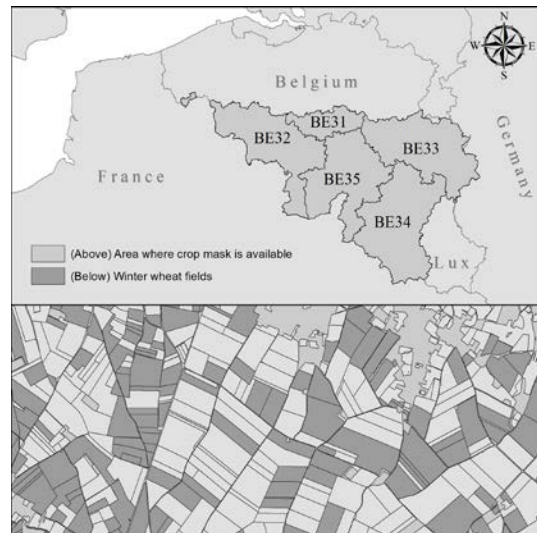 N
W E
S
Belgium
BE31
BE32
BE33
Germany
France
BE35
BE34
(Above) Area where crop mask is available
Lux
(Below) Winter wheat fields